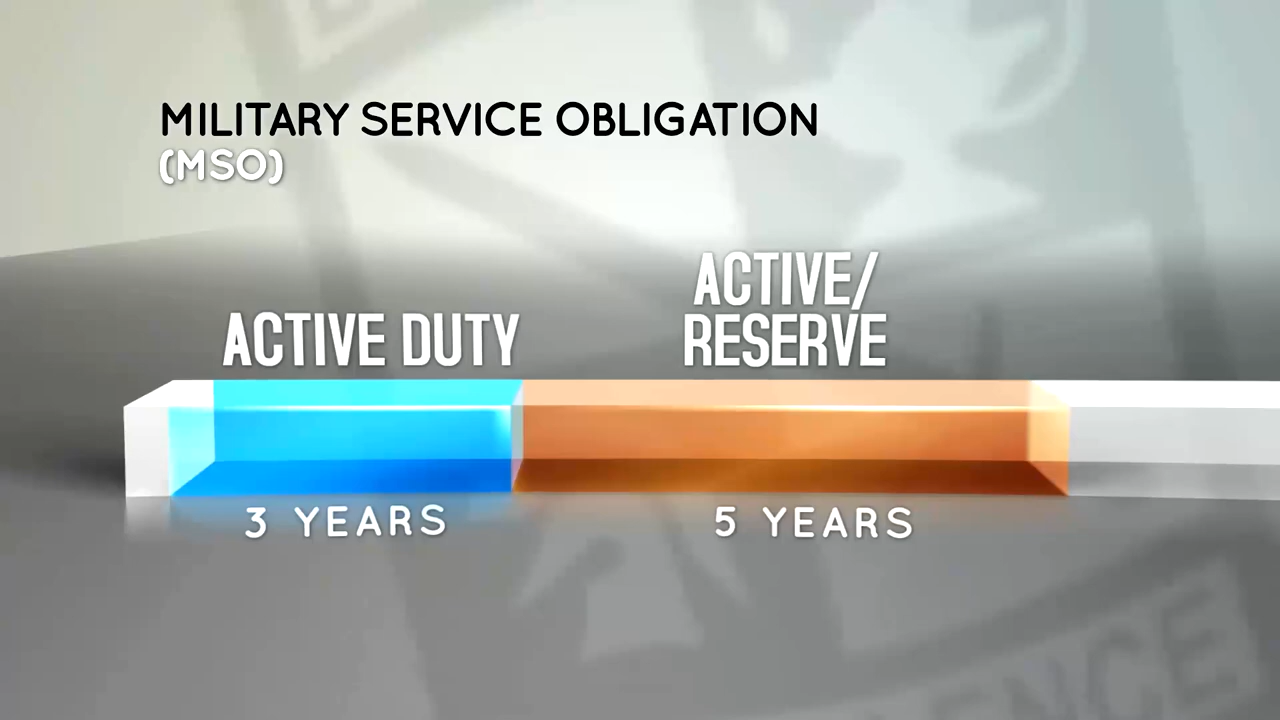 MILITARY SERVICE OBLIGATION
(MSO)
ACTIVE DUTY
ACTIVE/
RESERVE
3 YEARS
5 YEARS